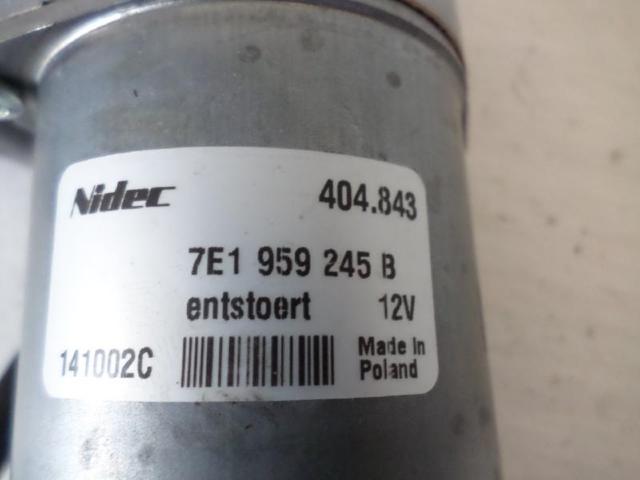 Nidec 404.843
7E1 959 245 B
entstoert 12V
141002C Made in
Poland